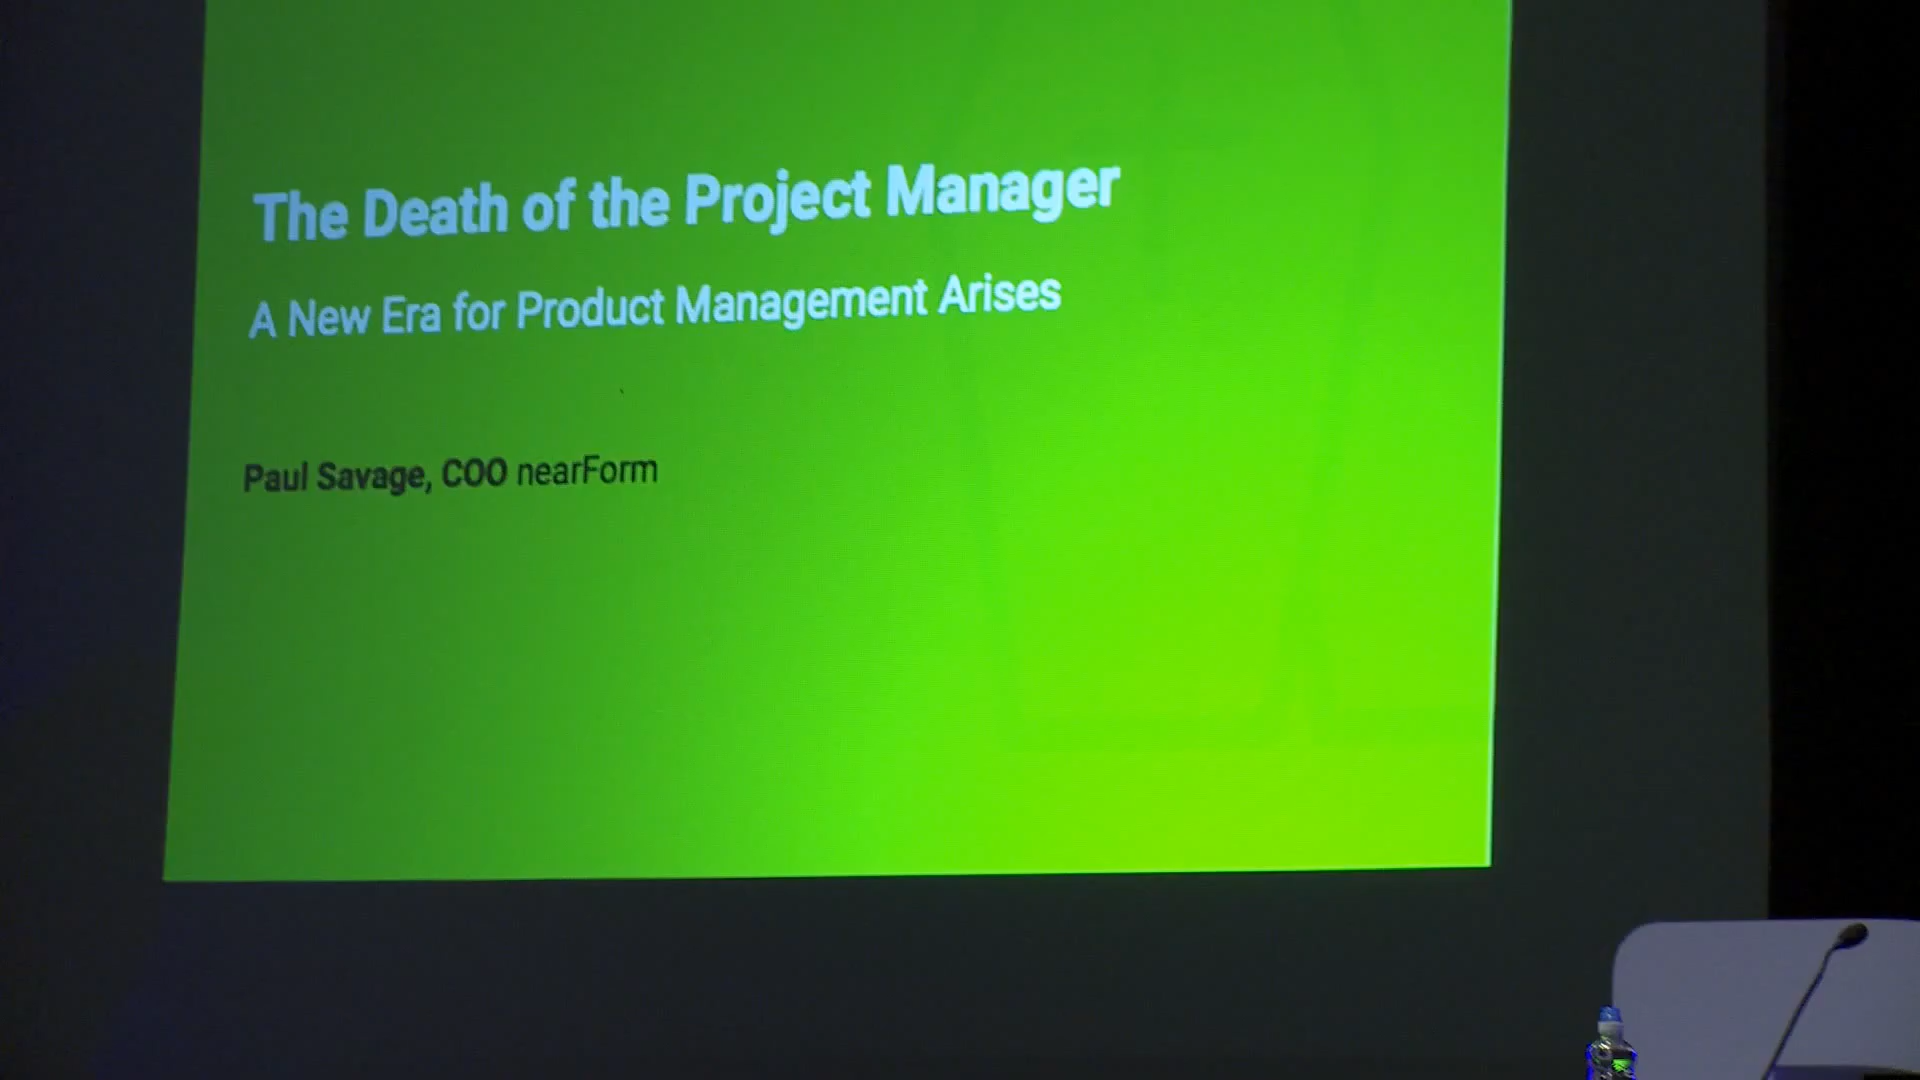 The Death of the Project Manager
A New Era for Product Management Arises
Paul Savage, COO nearForm